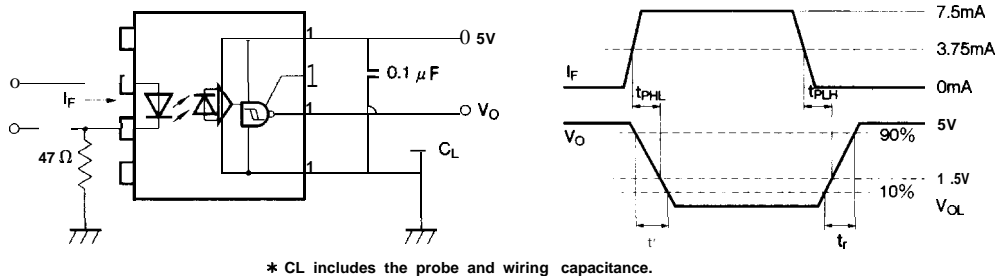 0 5V
0.1 μF
I_F
V_O
47 Ω
C_L
7.5mA
3.75mA
I_F
0mA
t_PHL
t_PLH
5V
V_O
90%
1 .5V
10%
V_OL
t'
t_r
* CL includes the probe and wiring capacitance.